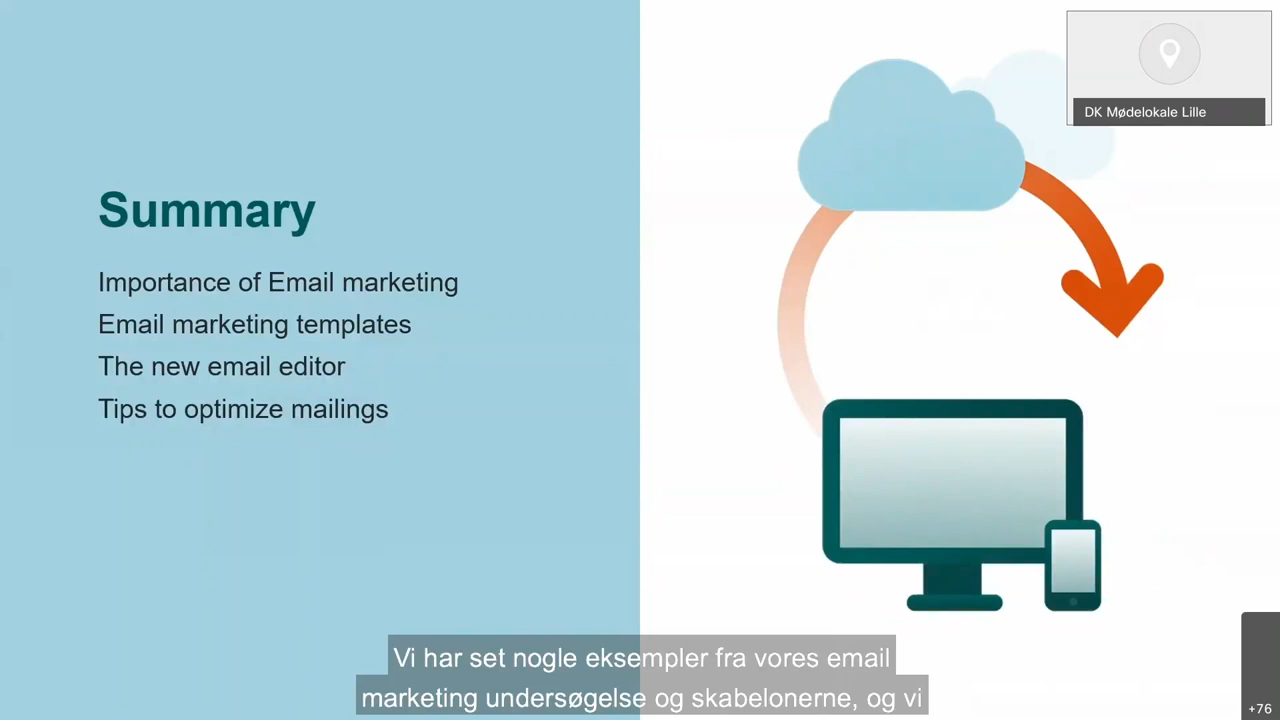 Summary
Importance of Email marketing
Email marketing templates
The new email editor
Tips to optimize mailings
DK Mødelokale Lille
Vi har set nogle eksempler fra vores email
marketing undersøgelse og skabelonerne, og vi
+76